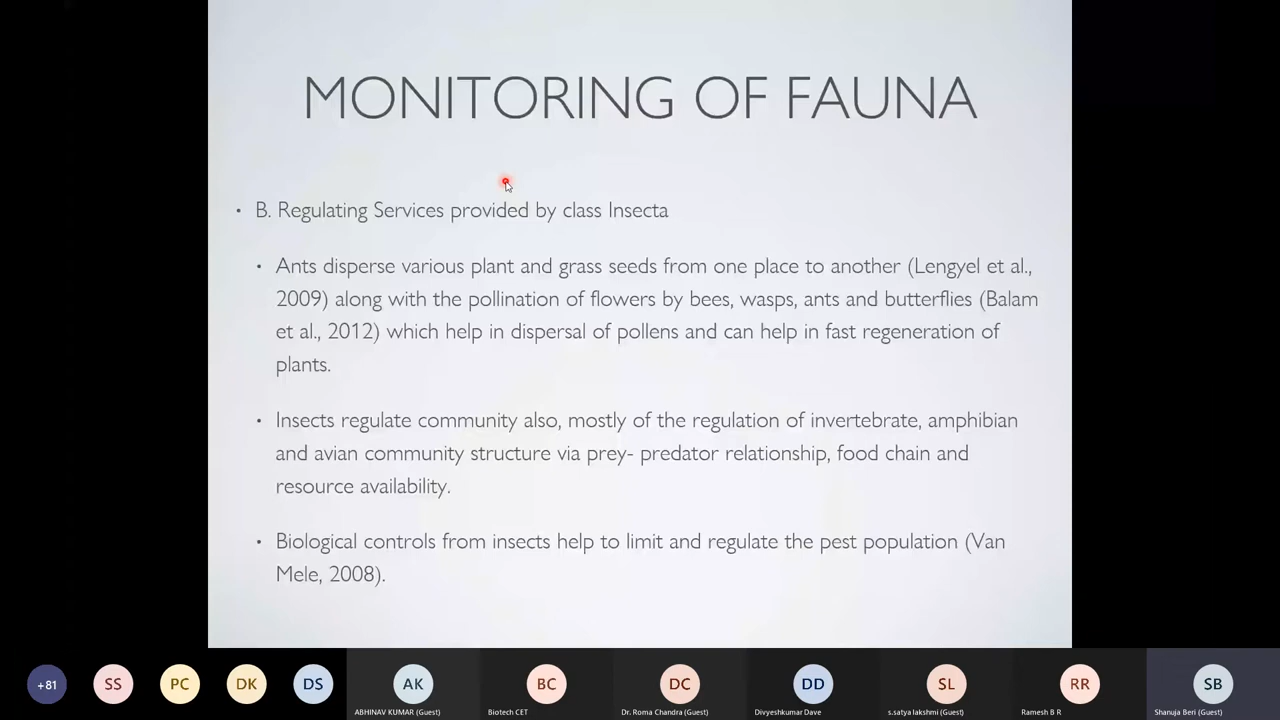 MONITORING OF FAUNA
• B. Regulating Services provided by class Insecta
• Ants disperse various plant and grass seeds from one place to another (Lengyel et al.,
2009) along with the pollination of flowers by bees, wasps, ants and butterflies (Balam
et al., 2012) which help in dispersal of pollens and can help in fast regeneration of
plants.
• Insects regulate community also, mostly of the regulation of invertebrate, amphibian
and avian community structure via prey- predator relationship, food chain and
resource availability.
• Biological controls from insects help to limit and regulate the pest population (Van
Mele, 2008).
+81 SS PC DK DS AK BC DC DD SL RR SB
ABHINAV KUMAR (Guest) Biotech CET Dr. Roma Chandra (Guest) Divyeshkumar Dave s.satya lakshmi (Guest) Ramesh B R Shanuja Beri (Guest)